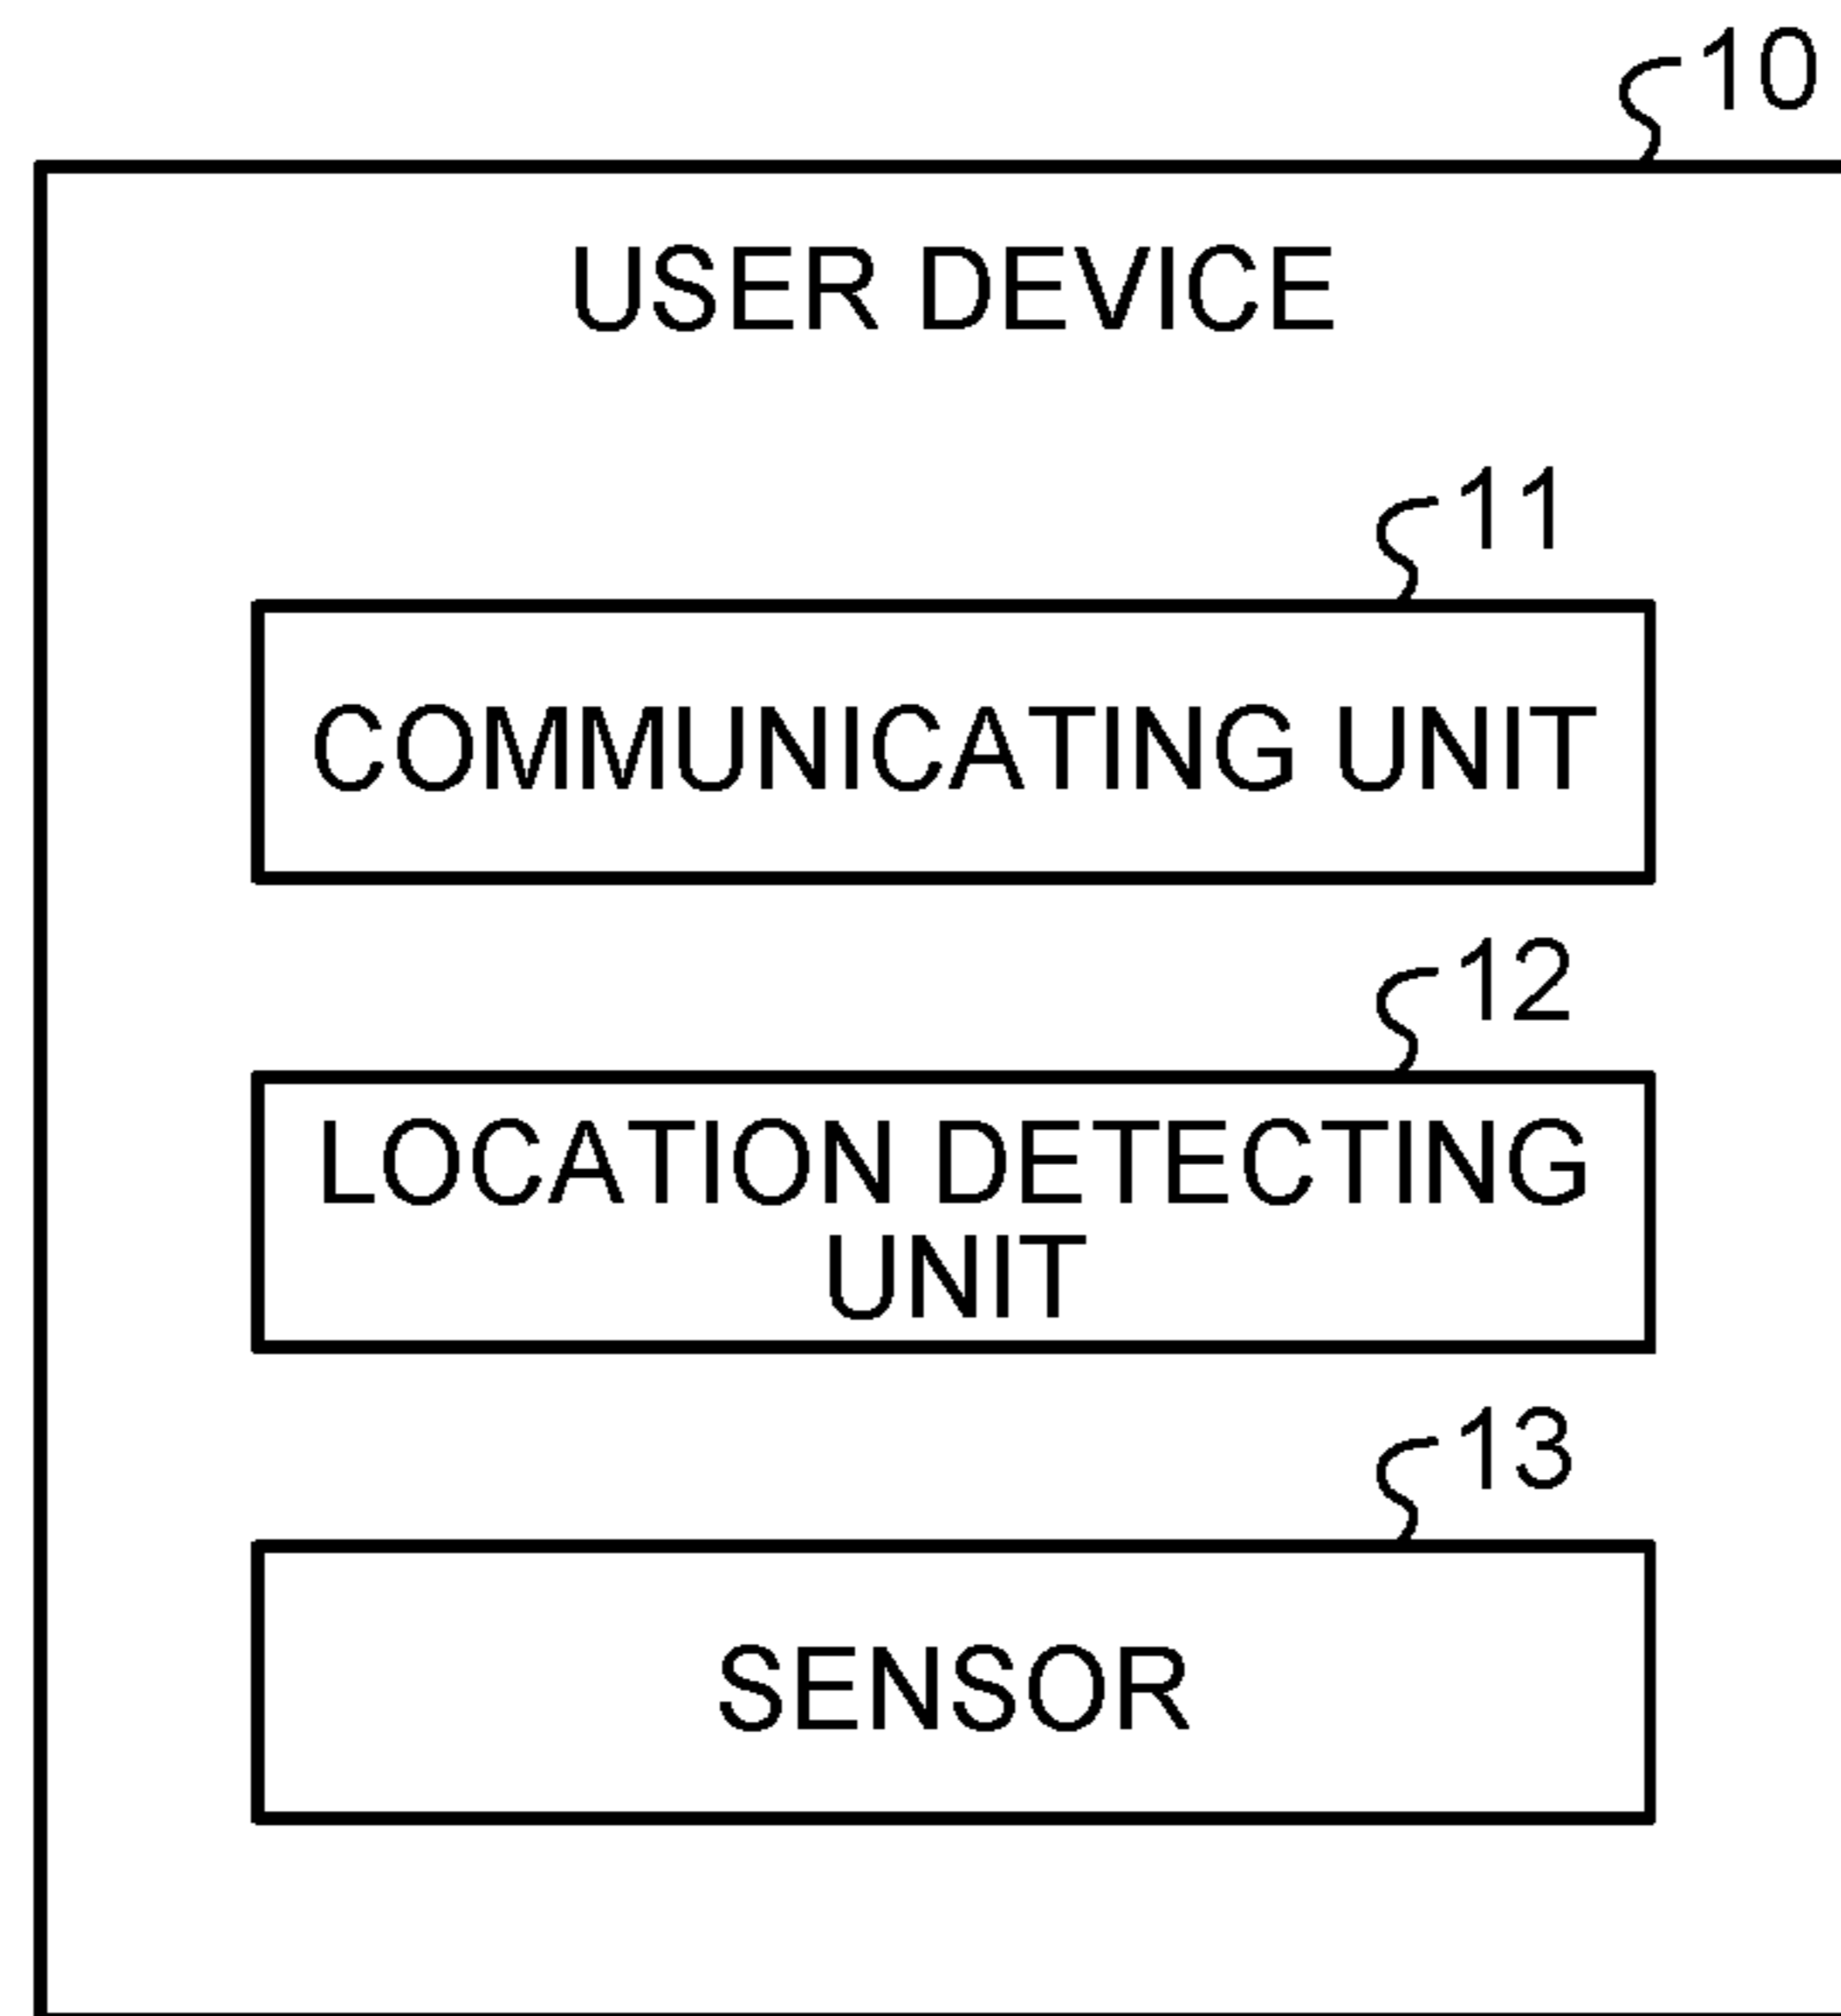 10
USER DEVICE
11
COMMUNICATING UNIT
12
LOCATION DETECTING
UNIT
13
SENSOR